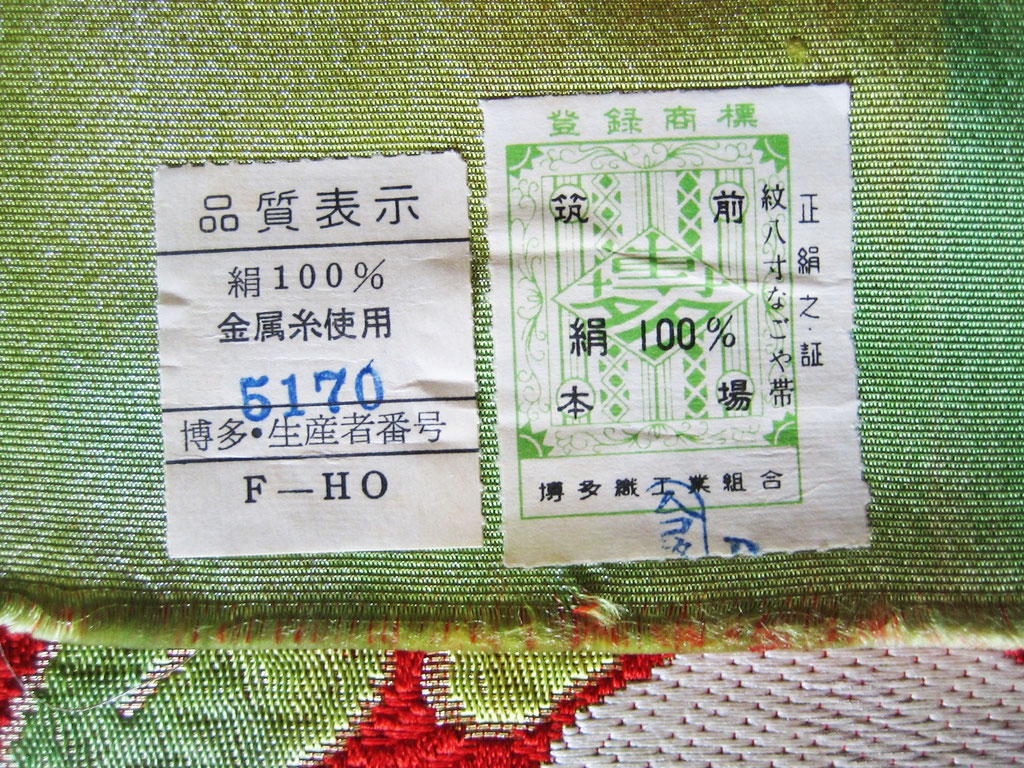 品質表示
絹100%
金属糸使用
5170
博多・生産者番号
F—HO
登録商標
筑前
博多
絹 100%
本場
博多織工業組合
紋八寸なごや帯
正絹之証